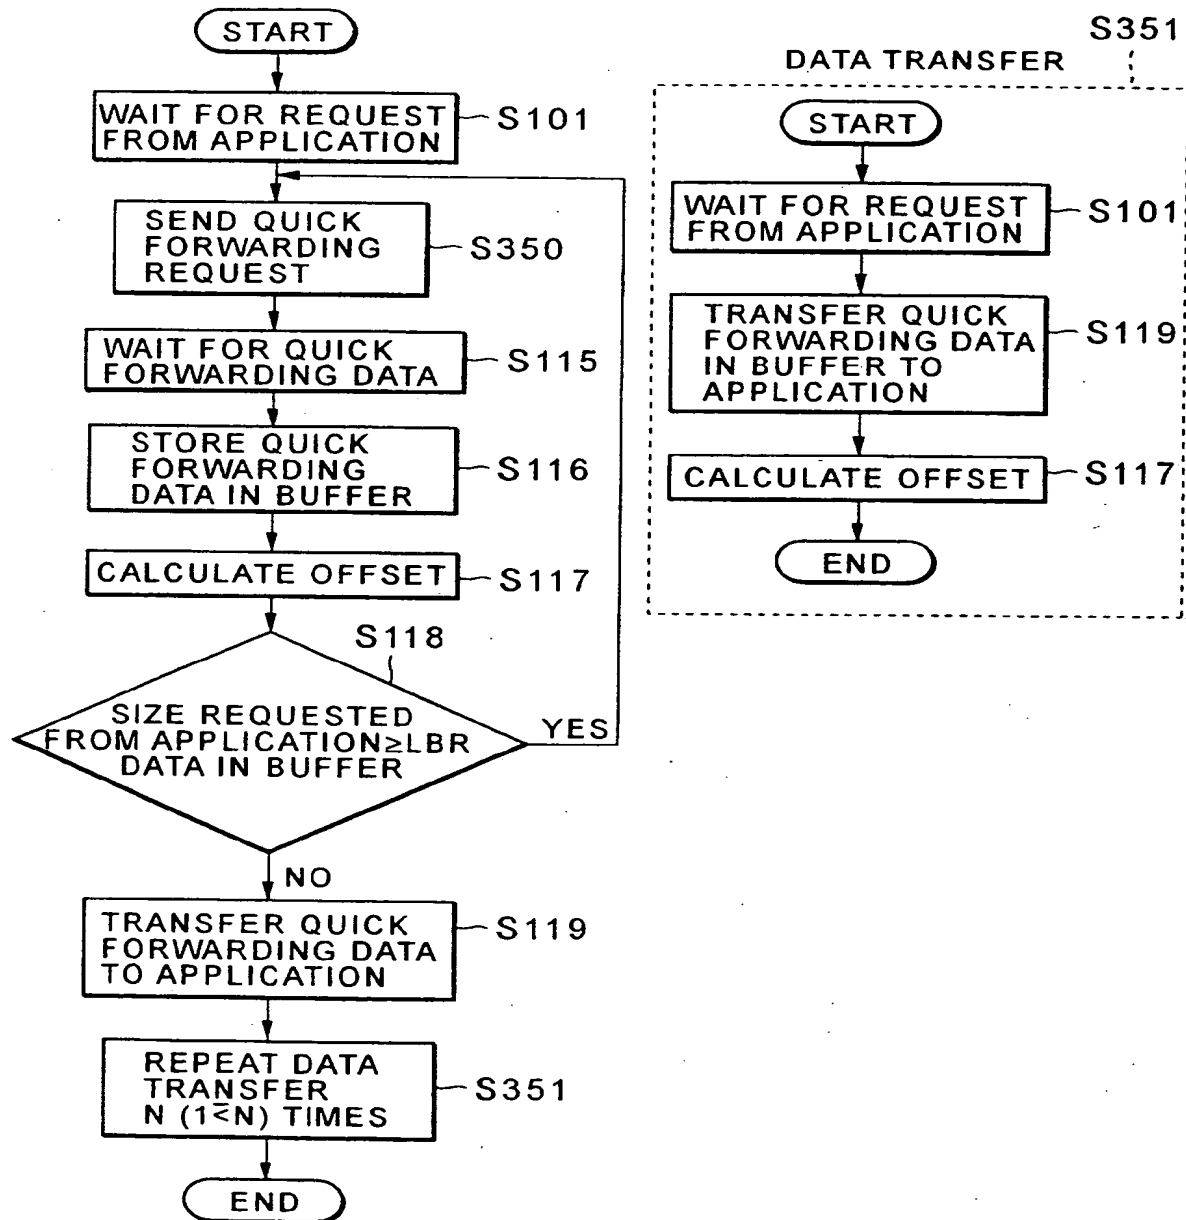 START
WAIT FOR REQUEST
FROM APPLICATION
S101
SEND QUICK
FORWARDING
REQUEST
S350
WAIT FOR QUICK
FORWARDING DATA
S115
STORE QUICK
FORWARDING
DATA IN BUFFER
S116
CALCULATE OFFSET
S117
S118
SIZE REQUESTED
FROM APPLICATION≥LBR
DATA IN BUFFER
YES
NO
TRANSFER QUICK
FORWARDING DATA
TO APPLICATION
S119
REPEAT DATA
TRANSFER
N (1≦N) TIMES
S351
END
S351
DATA TRANSFER
START
WAIT FOR REQUEST
FROM APPLICATION
S101
TRANSFER QUICK
FORWARDING DATA
IN BUFFER TO
APPLICATION
S119
CALCULATE OFFSET
S117
END